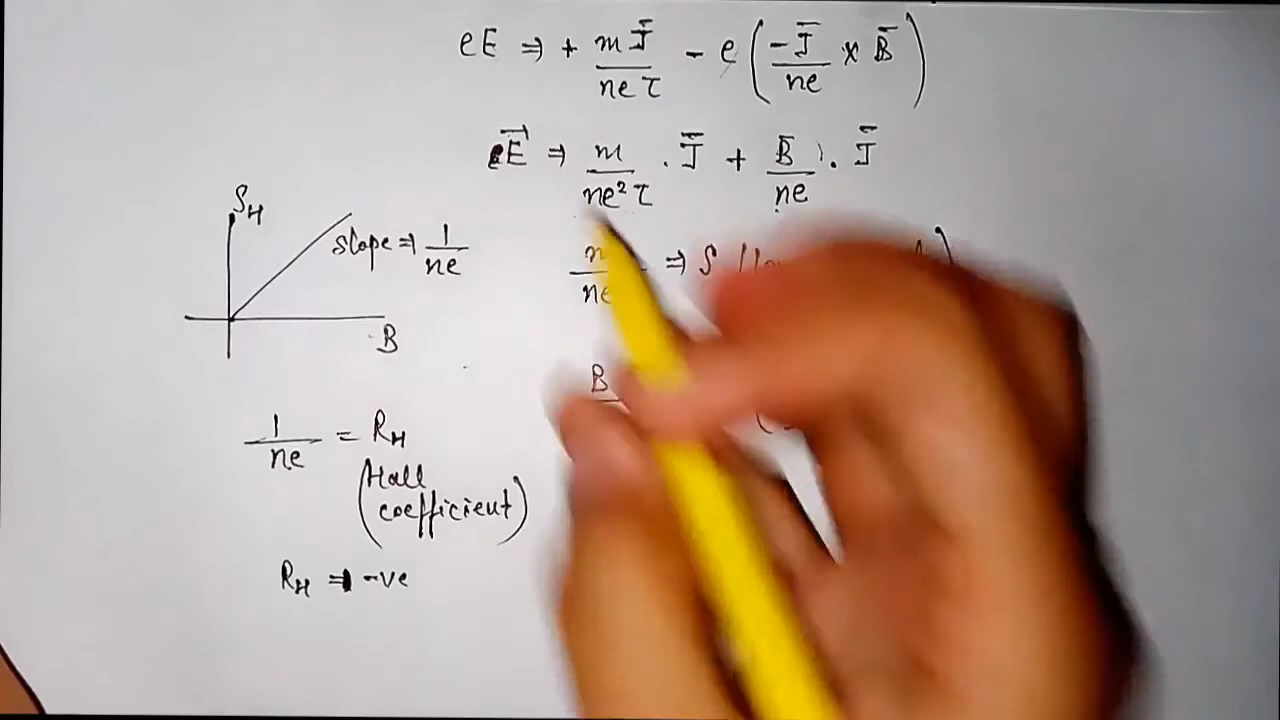 eE ⇒ + mJ̄/neτ - e(-J̄/ne × B̄)
eE⃗ ⇒ m/ne²τ . J̄ + B̄/ne . J̄
S_H
slope ⇒ 1/ne
B
⇒ S
B
1/ne = R_H
(Hall
coefficient)
R_H ⇒ -ve